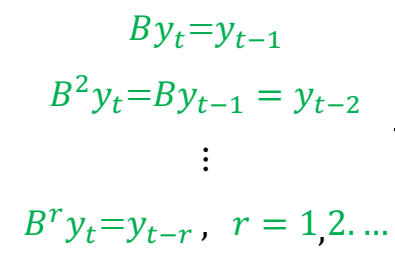 By_t=y_{t−1}
B^2y_t=By_{t−1} = y_{t−2}
⋮
B^ry_t=y_{t−r} , r = 1,2. …